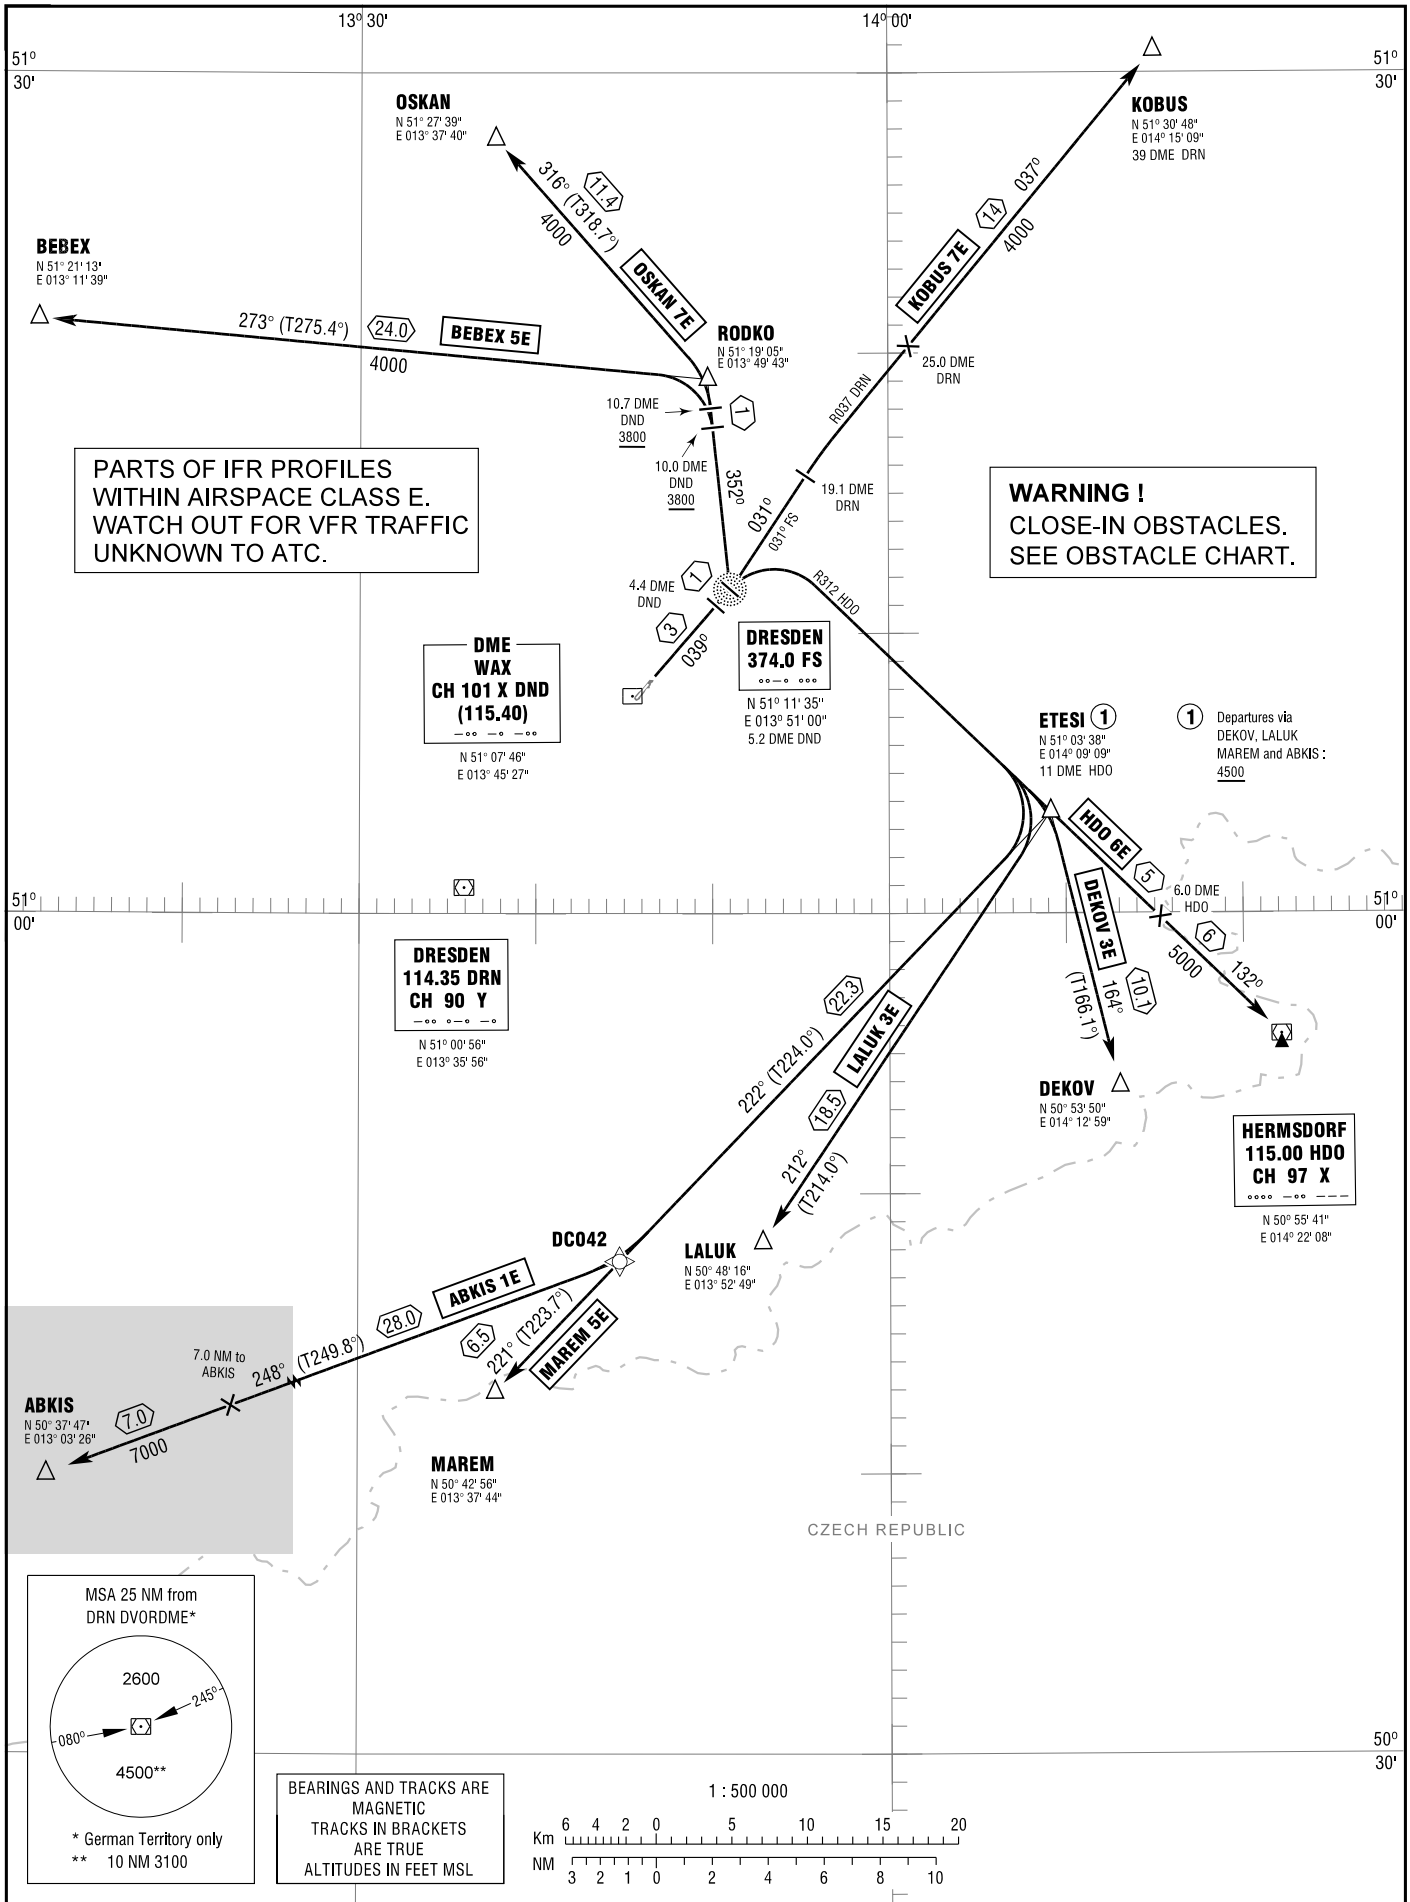 13° 30'
14° 00'
51°
30'
51°
30'
OSKAN
N 51° 27' 39"
E 013° 37' 40"
KOBUS
N 51° 30' 48"
E 014° 15' 09"
39 DME DRN
316° (T318.7°)
11.4
4000
OSKAN 7E
037°
14
4000
KOBUS 7E
BEBEX
N 51° 21' 13"
E 013° 11' 39"
273° (T275.4°)
24.0
BEBEX 5E
4000
RODKO
N 51° 19' 05"
E 013° 49' 43"
25.0 DME
DRN
R037 DRN
10.7 DME
DND
3800
1
10.0 DME
DND
3800
352°
19.1 DME
DRN
031°
031° FS
PARTS OF IFR PROFILES
WITHIN AIRSPACE CLASS E.
WATCH OUT FOR VFR TRAFFIC
UNKNOWN TO ATC.
WARNING !
CLOSE-IN OBSTACLES.
SEE OBSTACLE CHART.
4.4 DME
DND
1
3
039°
R312 HDO
DME
WAX
CH 101 X DND
(115.40)
N 51° 07' 46"
E 013° 45' 27"
DRESDEN
374.0 FS
N 51° 11' 35"
E 013° 51' 00"
5.2 DME DND
ETESI 1
N 51° 03' 38"
E 014° 09' 09"
11 DME HDO
1 Departures via
DEKOV, LALUK
MAREM and ABKIS :
4500
HDO 6E
5
6.0 DME
HDO
6
5000
132°
DEKOV 3E
10.1
164°
(T166.1°)
51°
00'
51°
00'
DRESDEN
114.35 DRN
CH 90 Y
N 51° 00' 56"
E 013° 35' 56"
22.3
222° (T224.0°)
LALUK 3E
18.5
212°
(T214.0°)
DEKOV
N 50° 53' 50"
E 014° 12' 59"
HERMSDORF
115.00 HDO
CH 97 X
N 50° 55' 41"
E 014° 22' 08"
DC042
LALUK
N 50° 48' 16"
E 013° 52' 49"
ABKIS 1E
28.0
248° (T249.8°)
6.5
221° (T223.7°)
MAREM 5E
7.0 NM to
ABKIS
ABKIS
N 50° 37' 47"
E 013° 03' 26"
7.0
7000
MAREM
N 50° 42' 56"
E 013° 37' 44"
CZECH REPUBLIC
MSA 25 NM from
DRN DVORDME*
2600
245°
080°
4500**
* German Territory only
** 10 NM 3100
50°
30'
BEARINGS AND TRACKS ARE
MAGNETIC
TRACKS IN BRACKETS
ARE TRUE
ALTITUDES IN FEET MSL
1 : 500 000
Km 6 4 2 0 5 10 15 20
NM 3 2 1 0 2 4 6 8 10